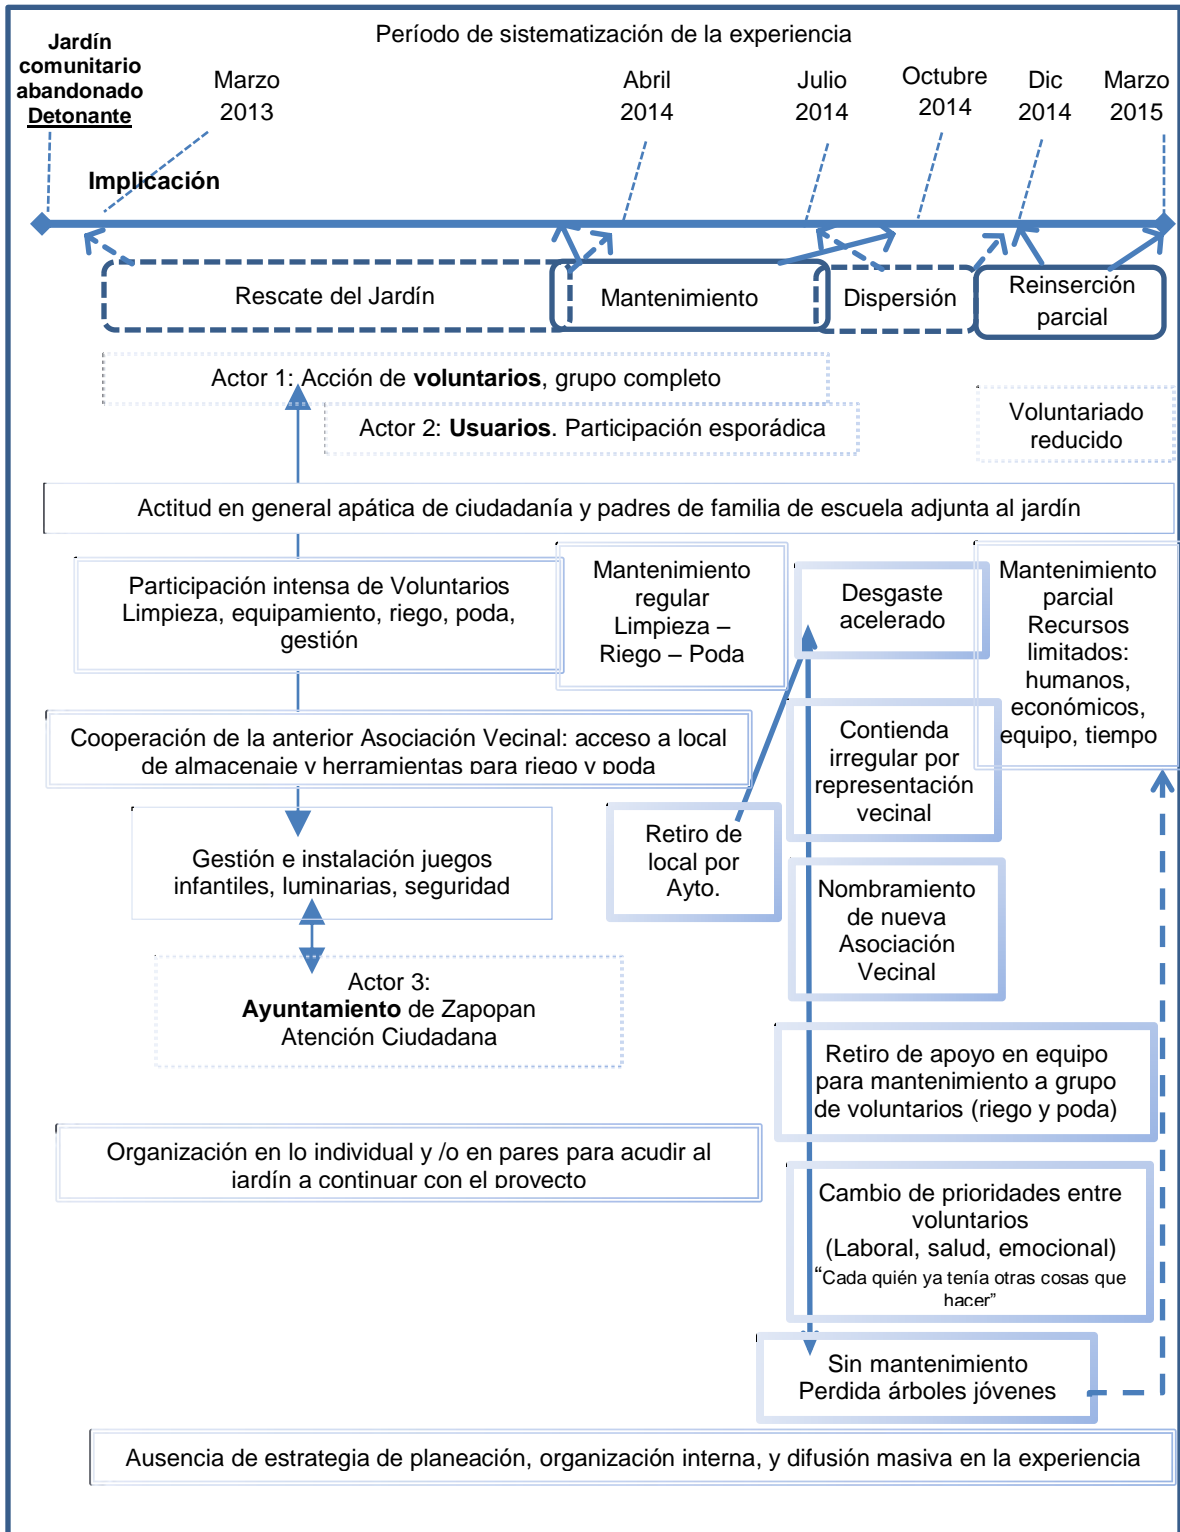 Período de sistematización de la experiencia
Jardín
comunitario
abandonado
Detonante
Marzo
2013
Abril
2014
Julio
2014
Octubre
2014
Dic
2014
Marzo
2015
Implicación
Rescate del Jardín
Mantenimiento
Dispersión
Reinserción
parcial
Actor 1: Acción de voluntarios, grupo completo
Actor 2: Usuarios. Participación esporádica
Voluntariado
reducido
Actitud en general apática de ciudadanía y padres de familia de escuela adjunta al jardín
Participación intensa de Voluntarios
Limpieza, equipamiento, riego, poda,
gestión
Mantenimiento
regular
Limpieza –
Riego – Poda
Desgaste
acelerado
Mantenimiento
parcial
Recursos
limitados:
humanos,
económicos,
equipo, tiempo
Cooperación de la anterior Asociación Vecinal: acceso a local
de almacenaje y herramientas para riego y poda
Contienda
irregular por
representación
vecinal
Gestión e instalación juegos
infantiles, luminarias, seguridad
Retiro de
local por
Ayto.
Nombramiento
de nueva
Asociación
Vecinal
Actor 3:
Ayuntamiento de Zapopan
Atención Ciudadana
Retiro de apoyo en equipo
para mantenimiento a grupo
de voluntarios (riego y poda)
Organización en lo individual y /o en pares para acudir al
jardín a continuar con el proyecto
Cambio de prioridades entre
voluntarios
(Laboral, salud, emocional)
“Cada quién ya tenía otras cosas que
hacer”
Sin mantenimiento
Perdida árboles jóvenes
Ausencia de estrategia de planeación, organización interna, y difusión masiva en la experiencia